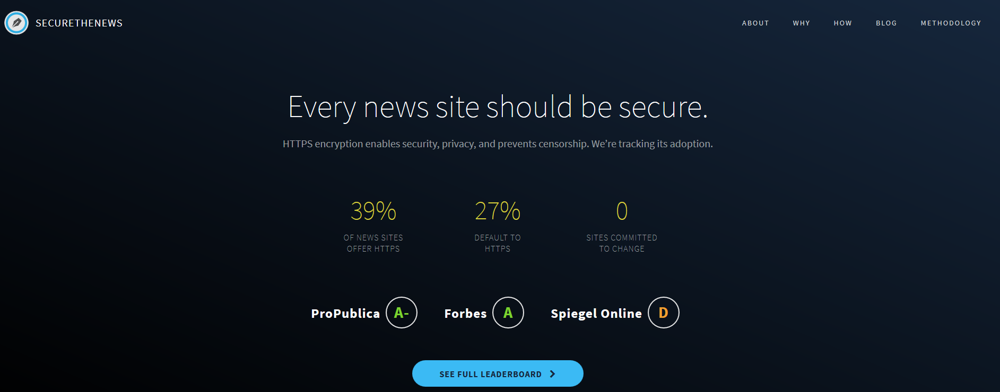 SECURETHENEWS
ABOUT WHY HOW BLOG METHODOLOGY
Every news site should be secure.
HTTPS encryption enables security, privacy, and prevents censorship. We’re tracking its adoption.
39% 27% 0
OF NEWS SITES DEFAULT TO SITES COMMITTED
OFFER HTTPS HTTPS TO CHANGE
ProPublica A- Forbes A Spiegel Online D
SEE FULL LEADERBOARD